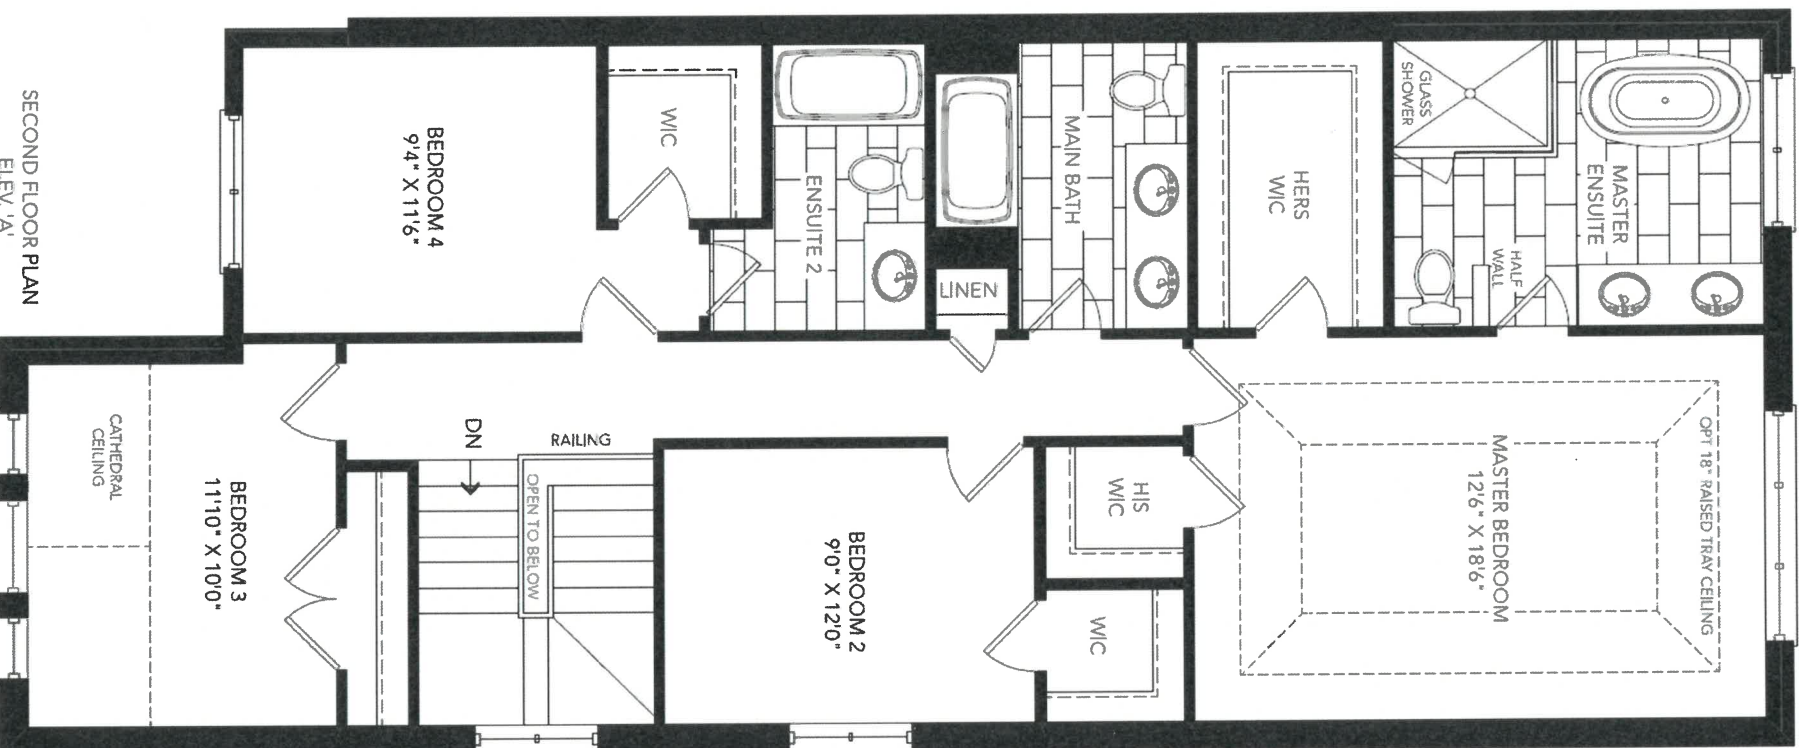 GLASS
SHOWER
MASTER
ENSUITE
HALF
WALL
HERS
WIC
MAIN BATH
LINEN
ENSUITE 2
WIC
BEDROOM 4
9'4" X 11'6"
OPT 18" RAISED TRAY CEILING
MASTER BEDROOM
12'6" X 18'6"
HIS
WIC
WIC
BEDROOM 2
9'0" X 12'0"
RAILING
OPEN TO BELOW
DN
BEDROOM 3
11'10" X 10'0"
CATHEDRAL
CEILING
SECOND FLOOR PLAN
ELEV. 'A'